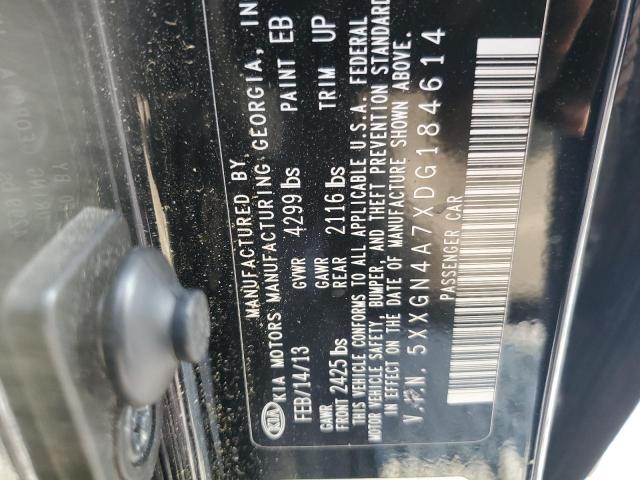 MANUFACTURED BY
KIA KIA MOTORS MANUFACTURING GEORGIA, IN
FEB/14/13 GVWR 4299 lbs PAINT EB
GAWR FRONT 2425 lbs GAWR REAR 2116 lbs TRIM UP
THIS VEHICLE CONFORMS TO ALL APPLICABLE U.S.A. FEDERAL
MOTOR VEHICLE SAFETY, BUMPER, AND THEFT PREVENTION STANDARD
IN EFFECT ON THE DATE OF MANUFACTURE SHOWN ABOVE.
V.I.N. 5XXGN4A7XDG184614
PASSENGER CAR